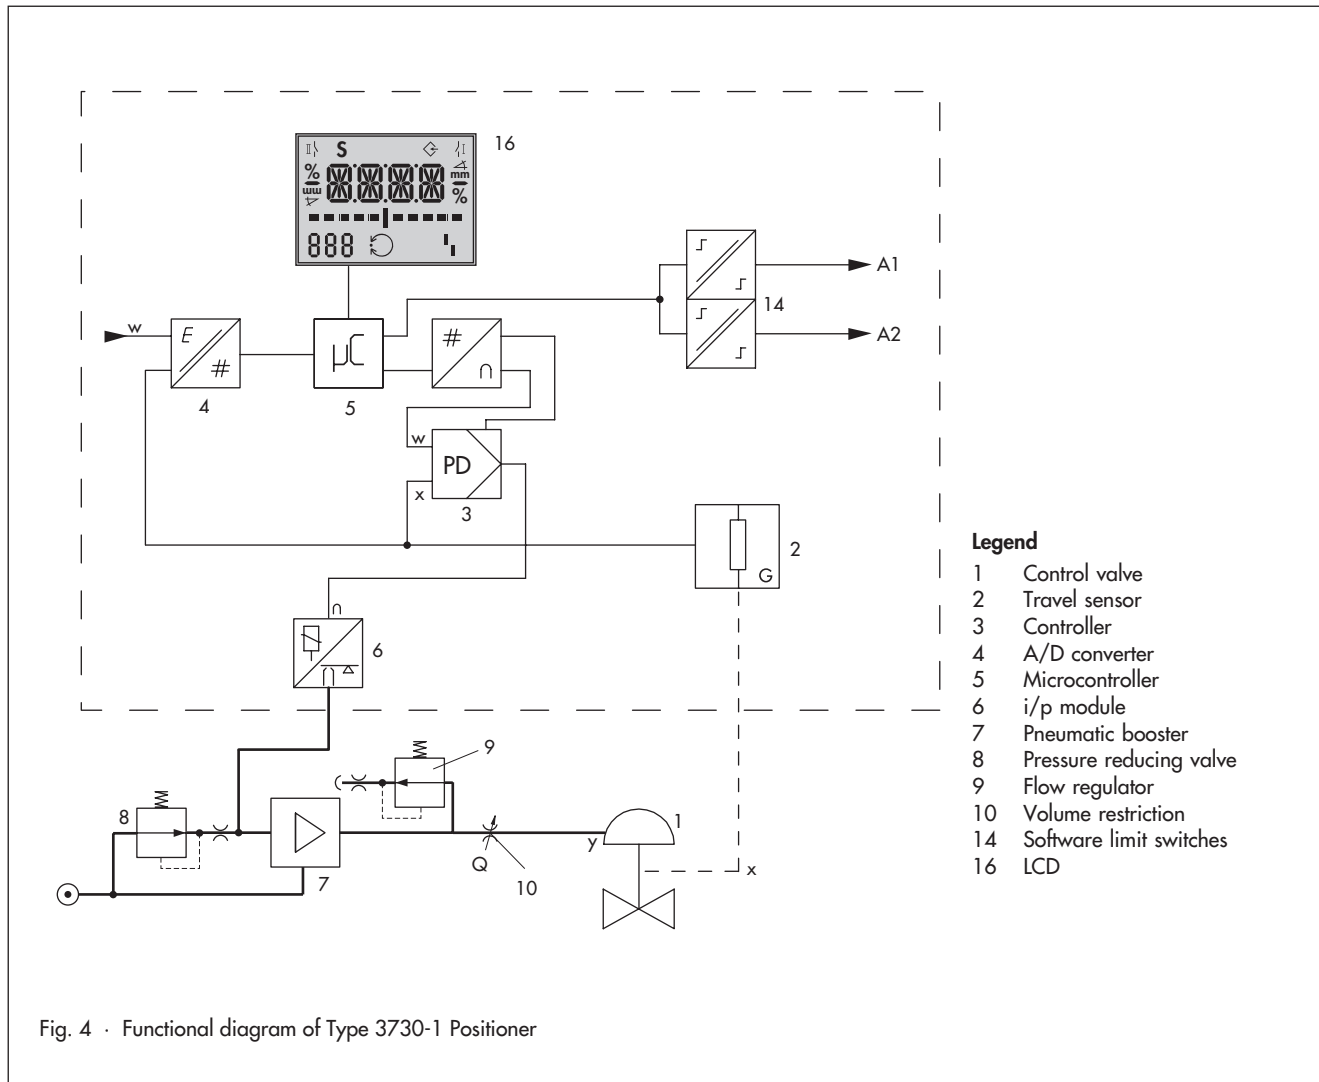 16
S
%
mm
mm
%
888
A1
14
A2
w
E
#
4
µC
5
#
∩
w
PD
x
3
2
G
∩
6
9
8
7
Q
10
y
1
x
Legend
1 Control valve
2 Travel sensor
3 Controller
4 A/D converter
5 Microcontroller
6 i/p module
7 Pneumatic booster
8 Pressure reducing valve
9 Flow regulator
10 Volume restriction
14 Software limit switches
16 LCD
Fig. 4 · Functional diagram of Type 3730-1 Positioner